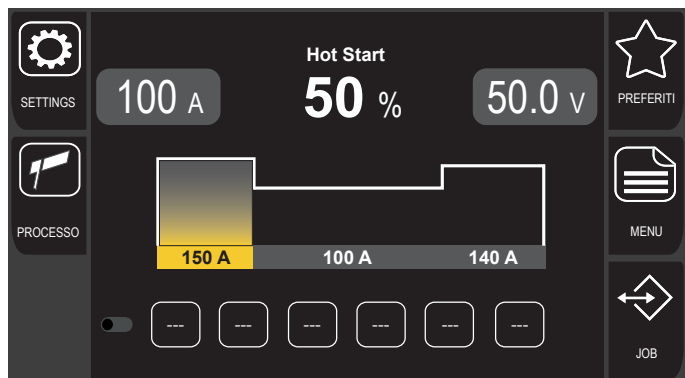 SETTINGS
PROCESSO
Hot Start
100 A
50 %
50.0 V
150 A
100 A
140 A
---
---
---
---
---
---
PREFERITI
MENU
JOB